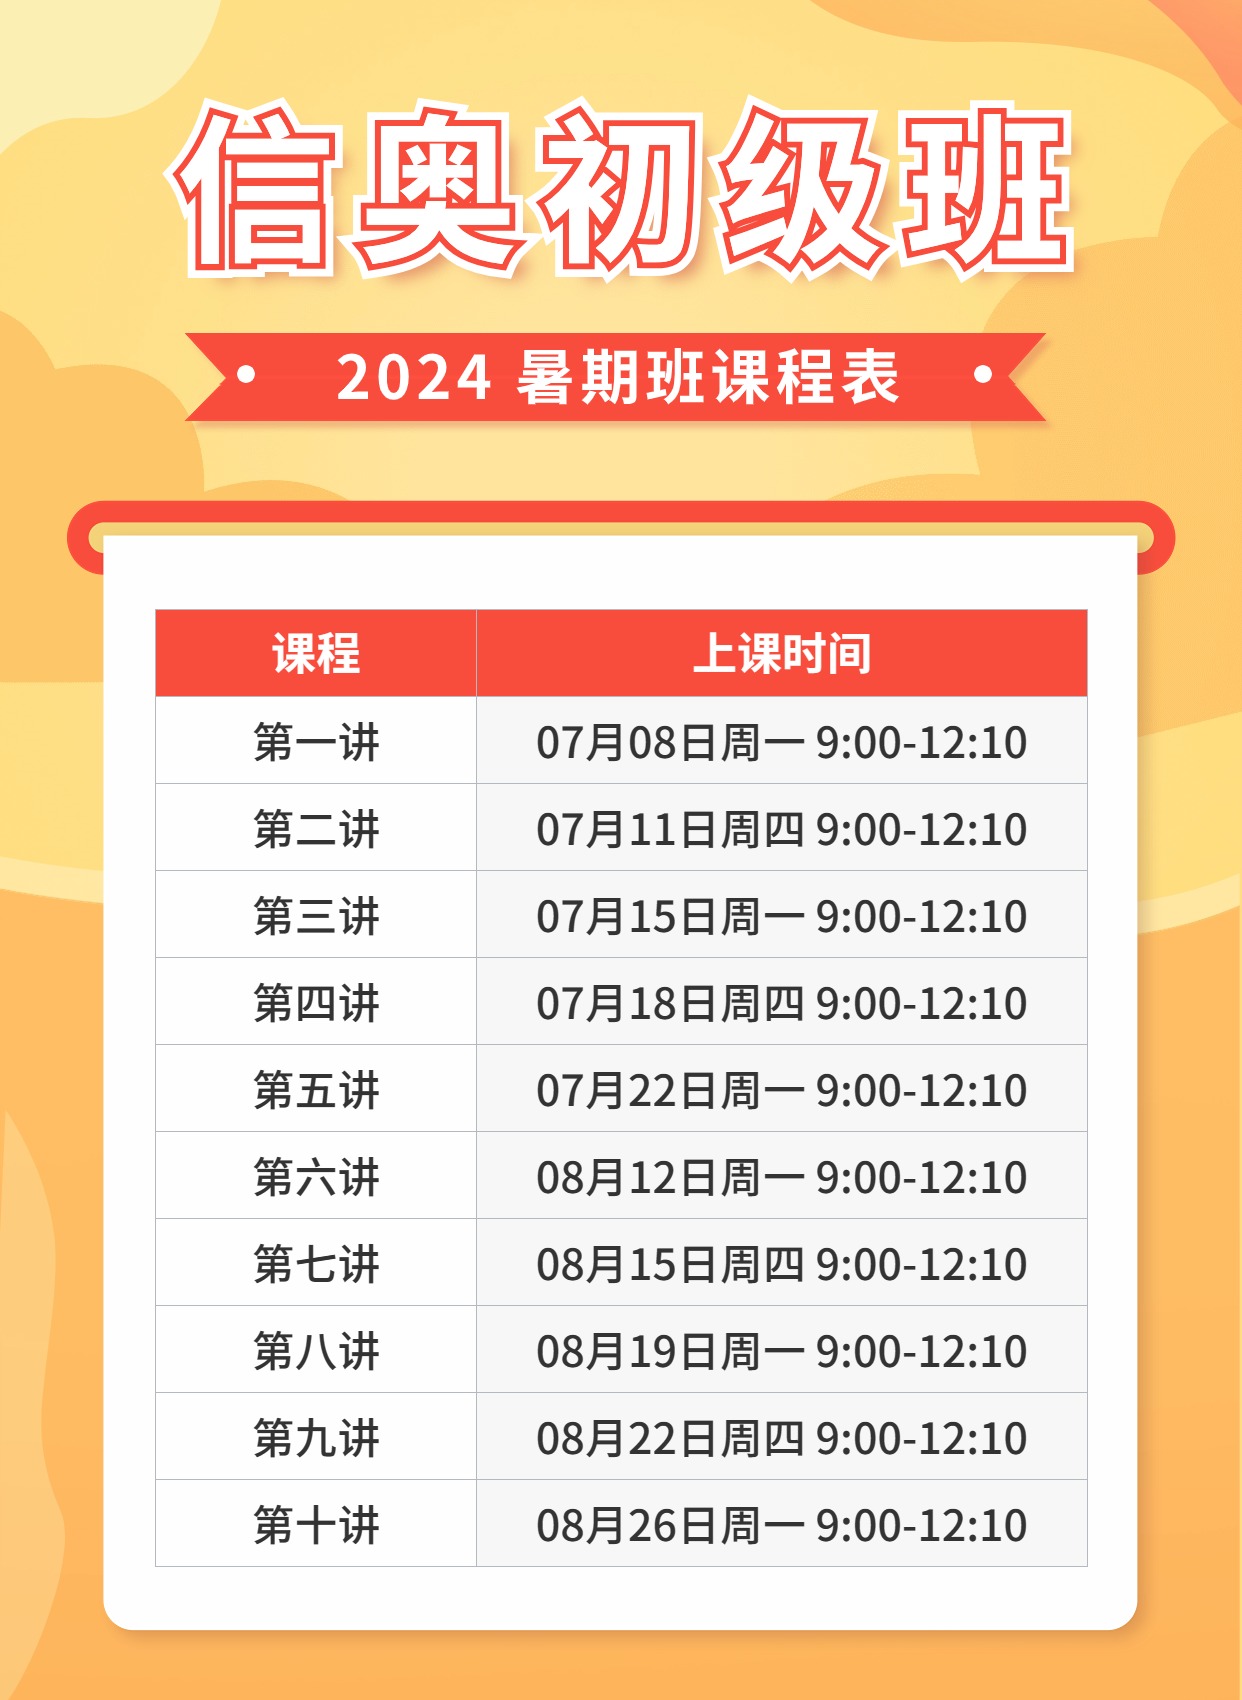 信奥初级班
2024 暑期班课程表
课程 上课时间
第一讲 07月08日周一 9:00-12:10
第二讲 07月11日周四 9:00-12:10
第三讲 07月15日周一 9:00-12:10
第四讲 07月18日周四 9:00-12:10
第五讲 07月22日周一 9:00-12:10
第六讲 08月12日周一 9:00-12:10
第七讲 08月15日周四 9:00-12:10
第八讲 08月19日周一 9:00-12:10
第九讲 08月22日周四 9:00-12:10
第十讲 08月26日周一 9:00-12:10